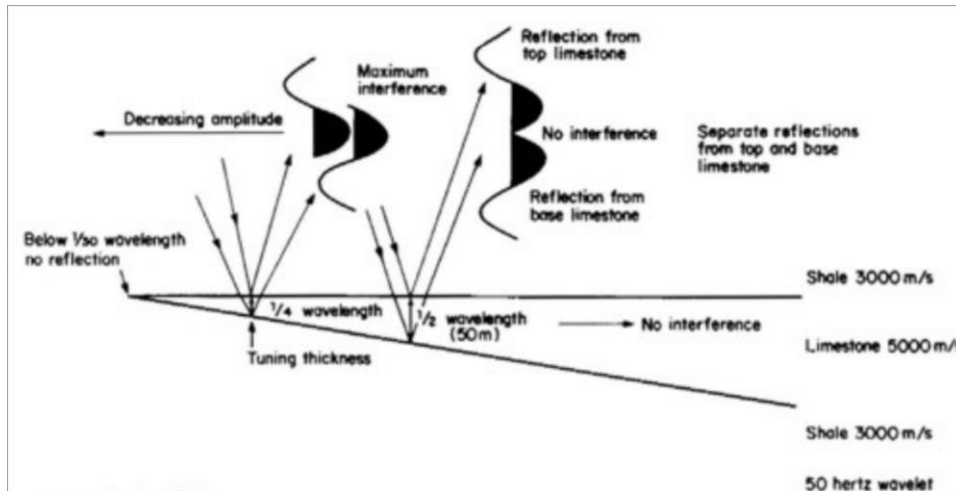 Reflection from
top limestone
Maximum
interference
Decreasing amplitude
No interference
Separate reflections
from top and base
limestone
Reflection from
base limestone
Below 1/30 wavelength
no reflection
Shale 3000 m/s
1/4 wavelength
1/2 wavelength
(50m)
No interference
Limestone 5000 m/s
Tuning thickness
Shale 3000 m/s
50 hertz wavelet